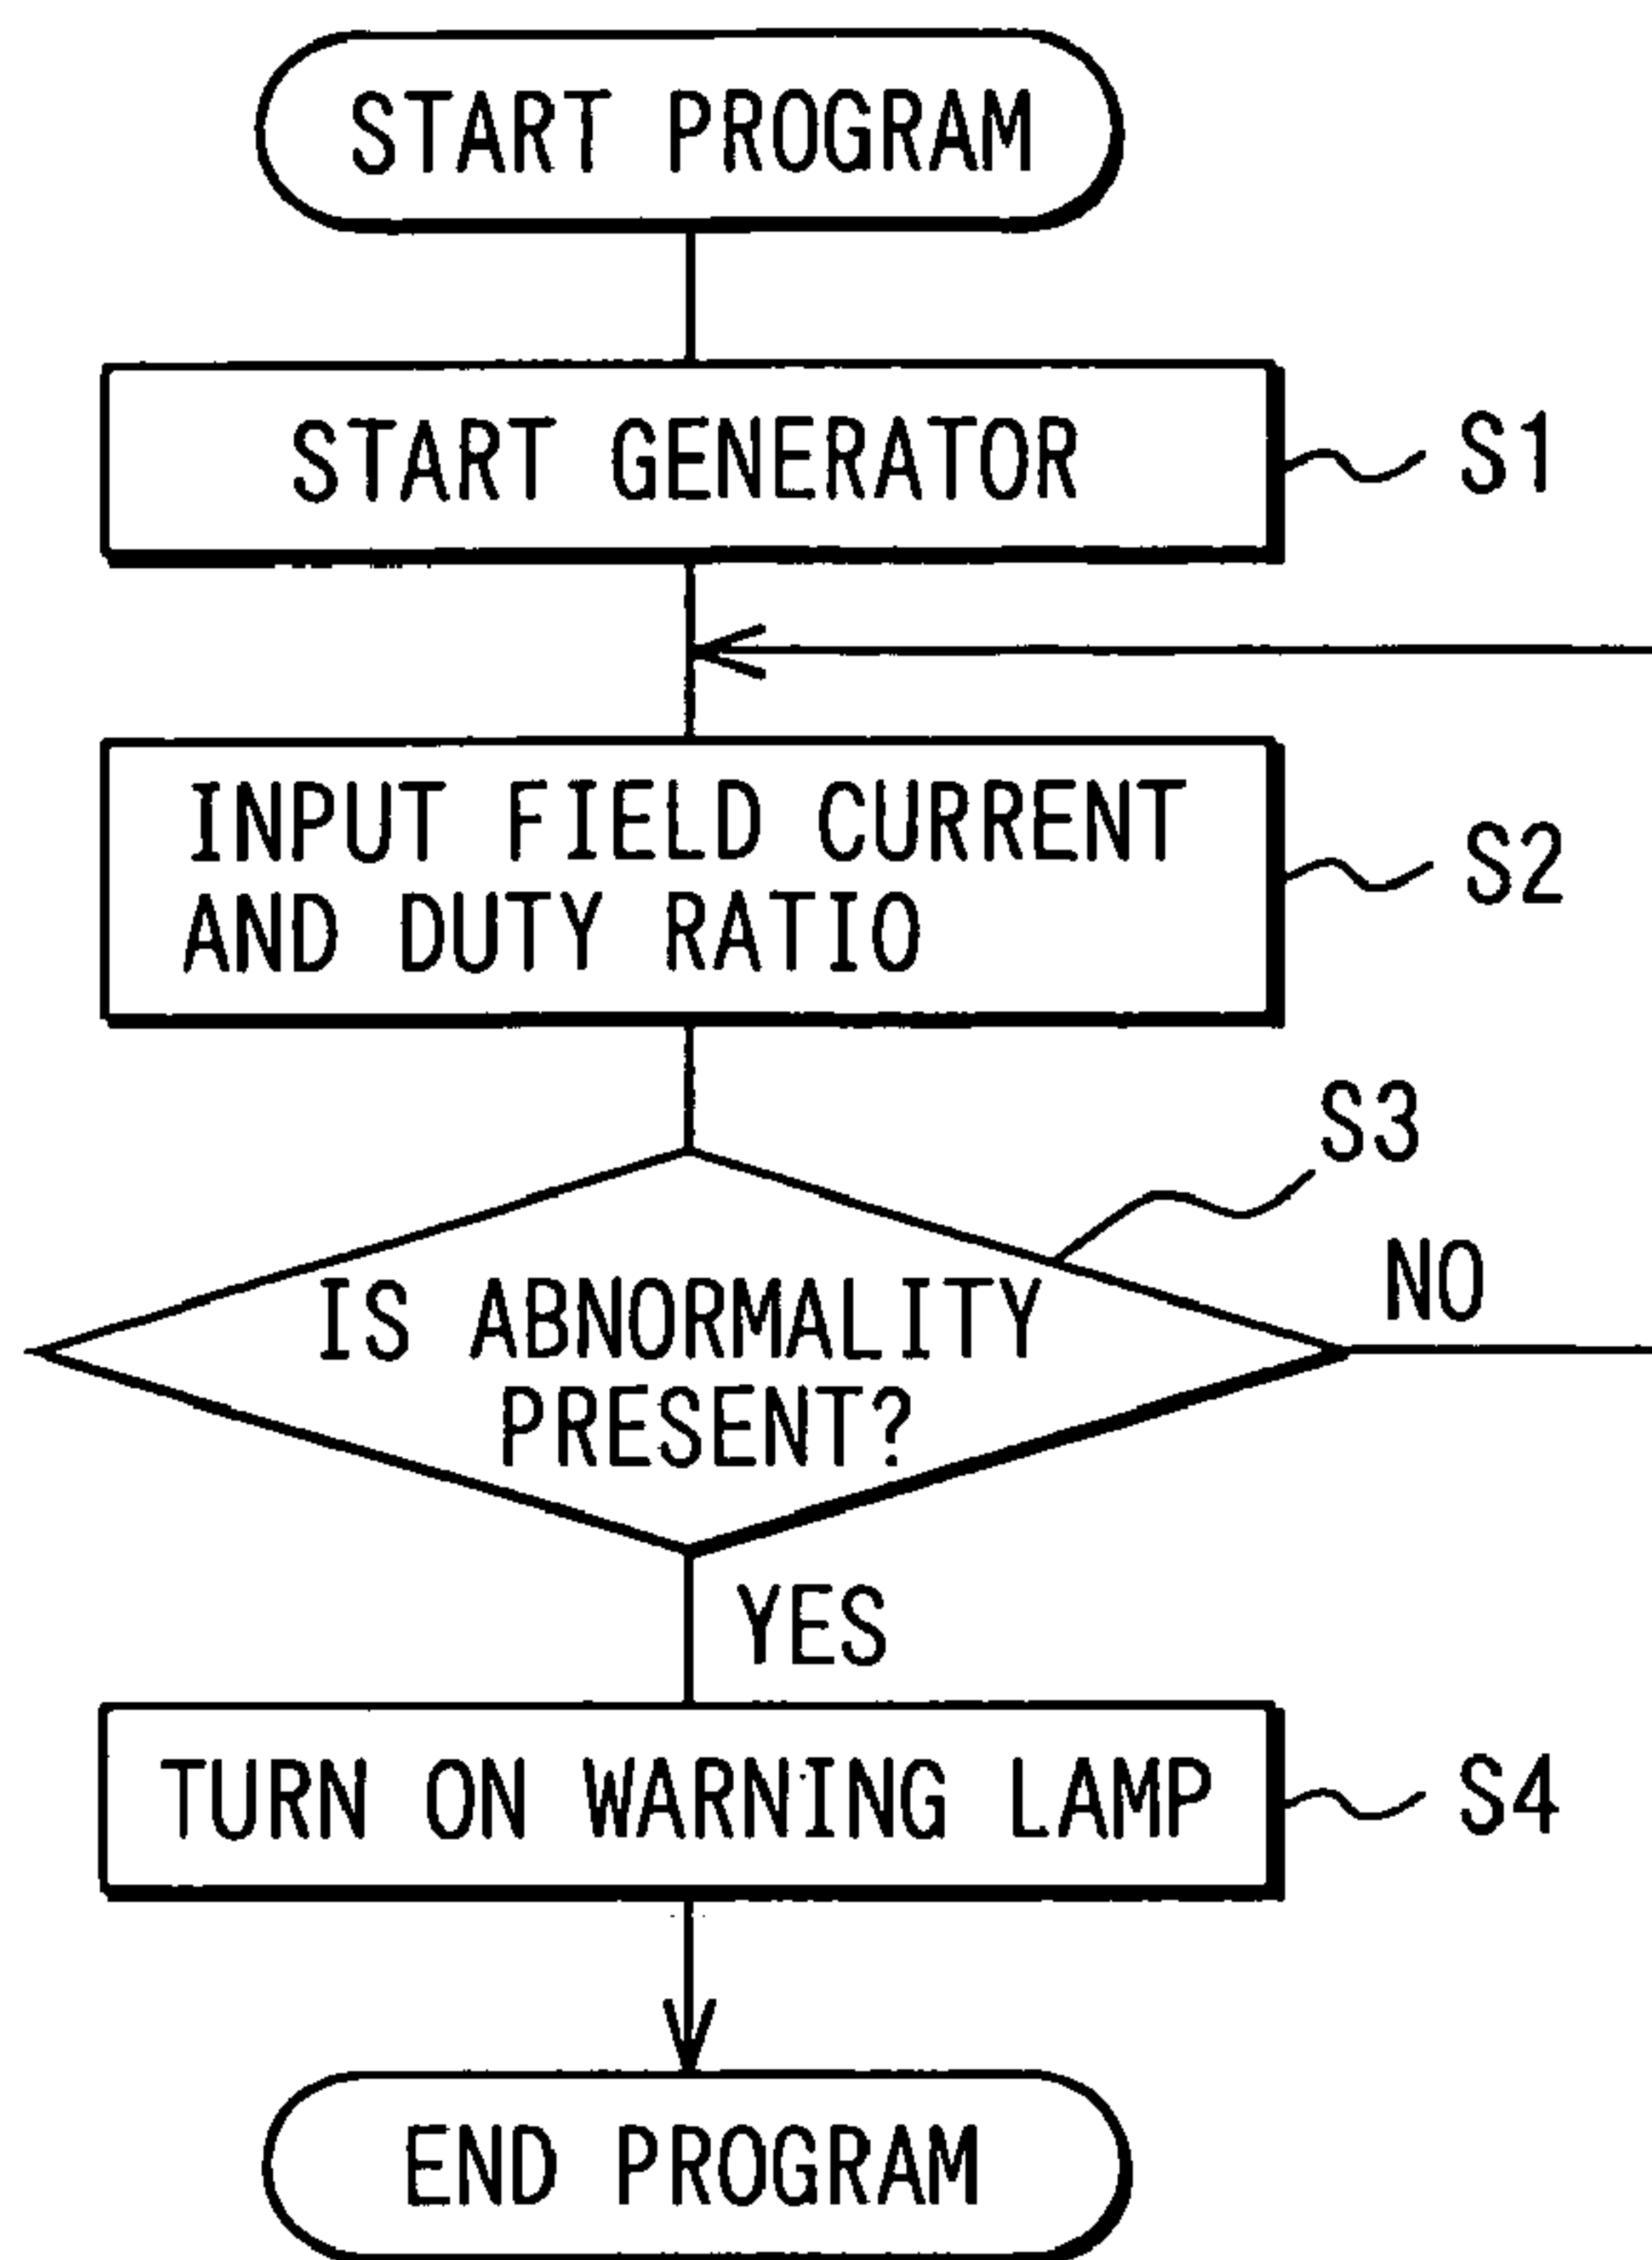 START PROGRAM
START GENERATOR
S1
INPUT FIELD CURRENT
AND DUTY RATIO
S2
S3
IS ABNORMALITY
PRESENT?
NO
YES
TURN ON WARNING LAMP
S4
END PROGRAM